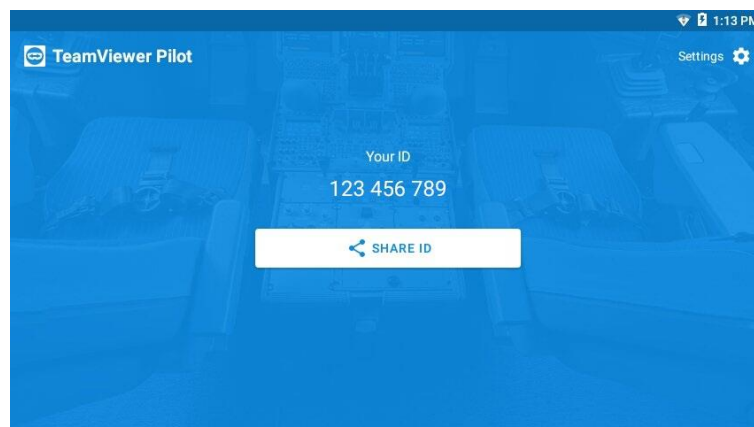 1:13 PM
TeamViewer Pilot
Settings
Your ID
123 456 789
SHARE ID